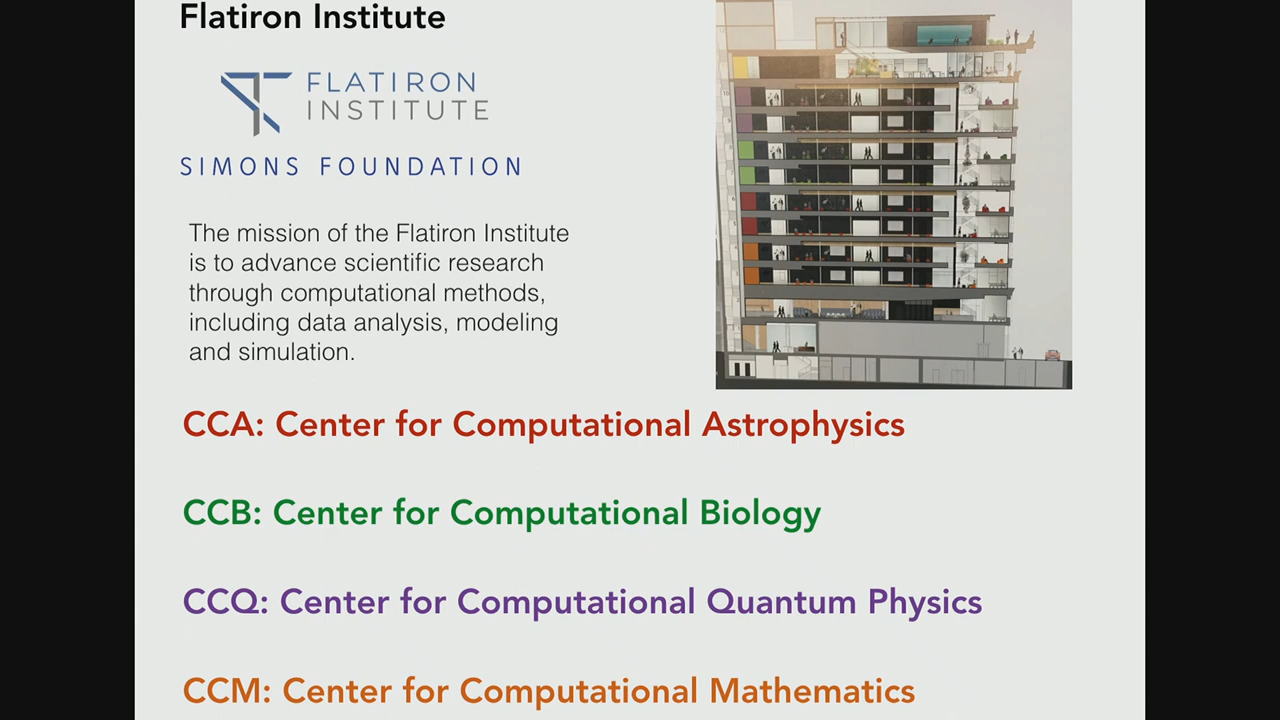 Flatiron Institute
FLATIRON
INSTITUTE
SIMONS FOUNDATION
The mission of the Flatiron Institute
is to advance scientific research
through computational methods,
including data analysis, modeling
and simulation.
CCA: Center for Computational Astrophysics
CCB: Center for Computational Biology
CCQ: Center for Computational Quantum Physics
CCM: Center for Computational Mathematics